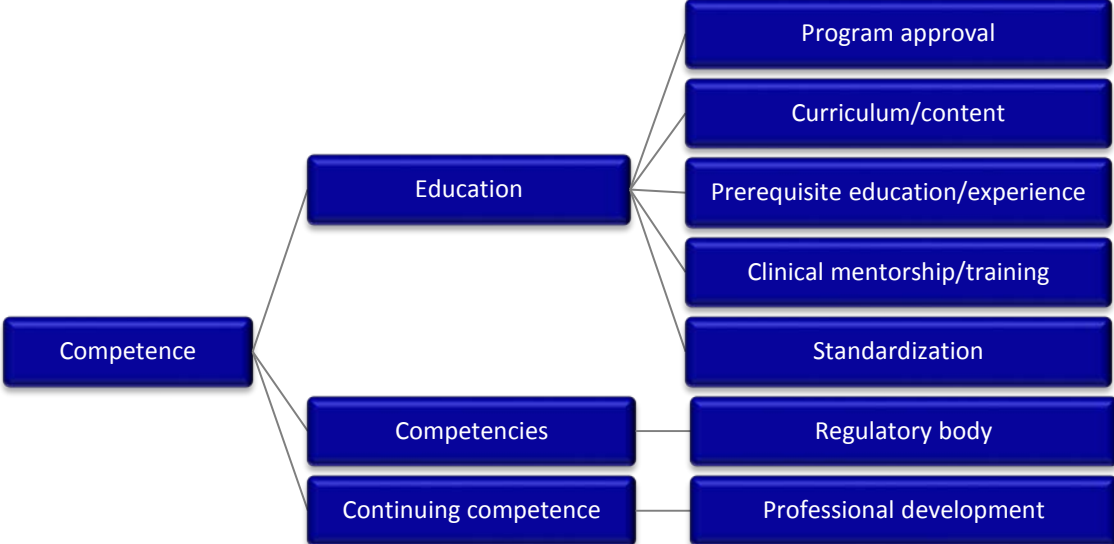 Program approval
Curriculum/content
Education
Prerequisite education/experience
Clinical mentorship/training
Competence
Standardization
Competencies
Regulatory body
Continuing competence
Professional development